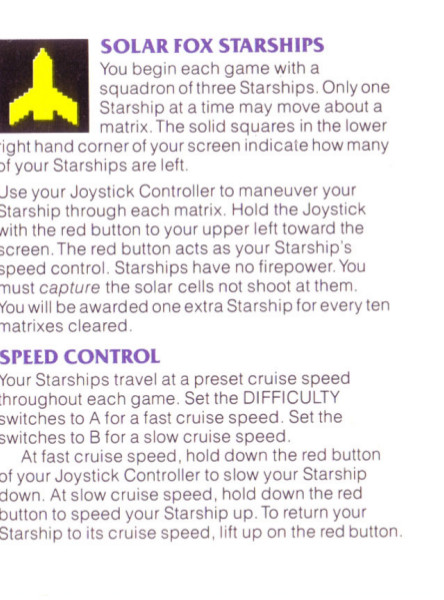 SOLAR FOX STARSHIPS
You begin each game with a
squadron of three Starships. Only one
Starship at a time may move about a
matrix. The solid squares in the lower
right hand corner of your screen indicate how many
of your Starships are left.
Use your Joystick Controller to maneuver your
Starship through each matrix. Hold the Joystick
with the red button to your upper left toward the
screen. The red button acts as your Starship's
speed control. Starships have no firepower. You
must capture the solar cells not shoot at them.
You will be awarded one extra Starship for every ten
matrixes cleared.
SPEED CONTROL
Your Starships travel at a preset cruise speed
throughout each game. Set the DIFFICULTY
switches to A for a fast cruise speed. Set the
switches to B for a slow cruise speed.
At fast cruise speed, hold down the red button
of your Joystick Controller to slow your Starship
down. At slow cruise speed, hold down the red
button to speed your Starship up. To return your
Starship to its cruise speed, lift up on the red button.